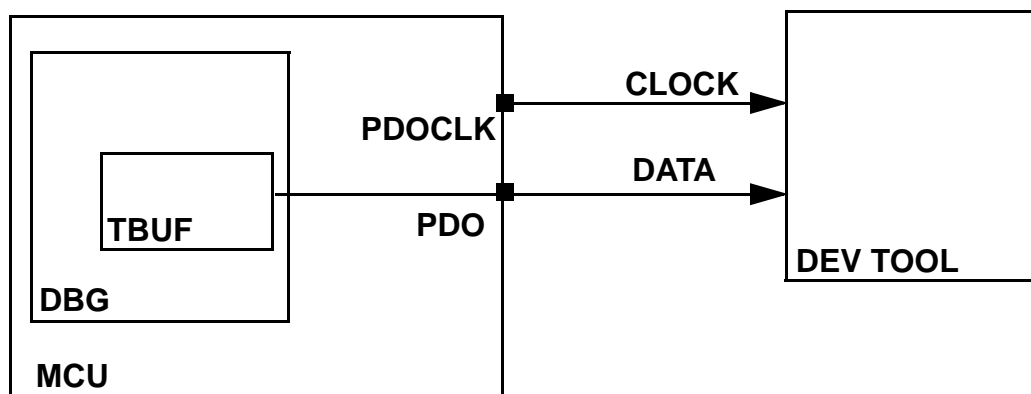 CLOCK
PDOCLK
DATA
PDO
TBUF
DEV TOOL
DBG
MCU